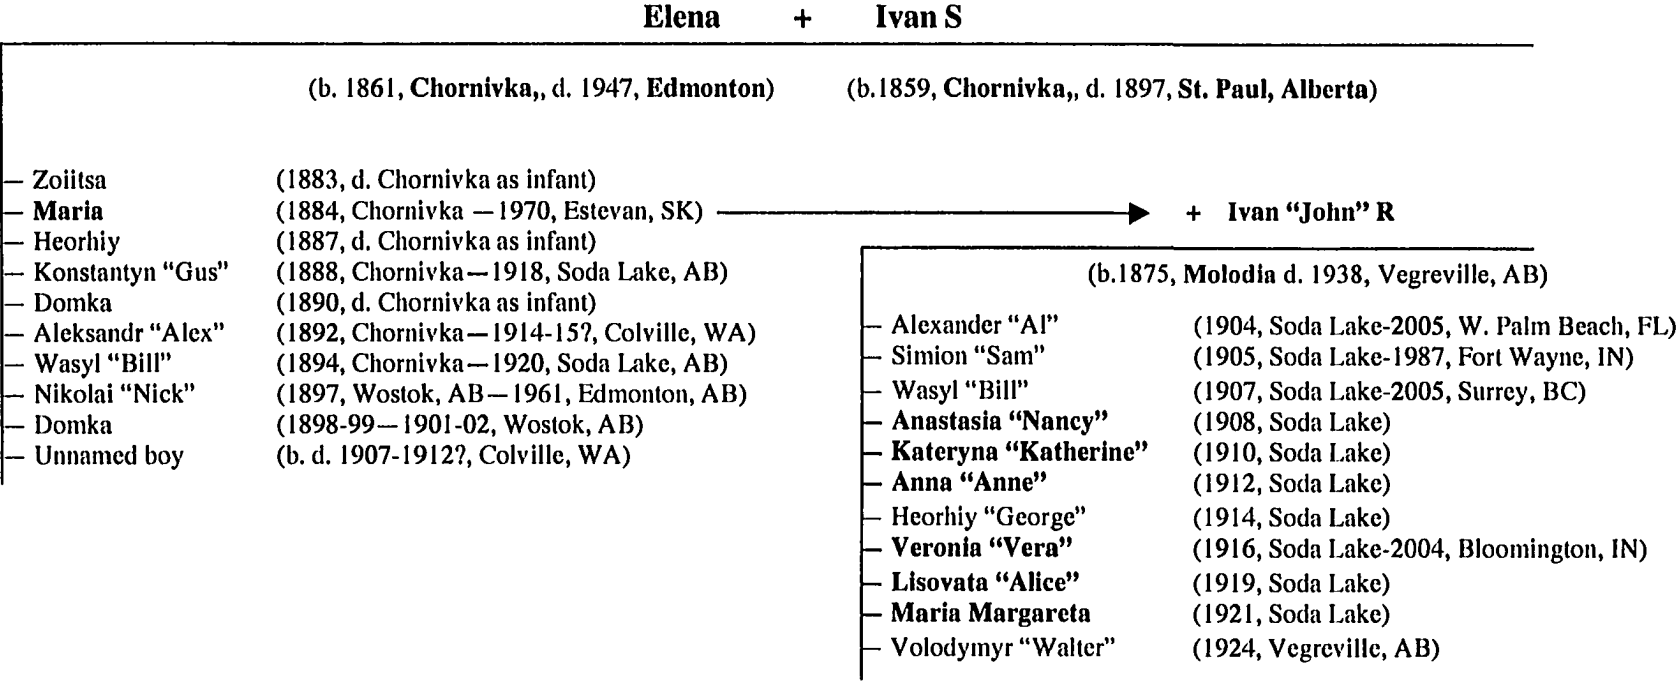 Elena + Ivan S
(b. 1861, Chornivka,, d. 1947, Edmonton) (b.1859, Chornivka,, d. 1897, St. Paul, Alberta)
– Zoiitsa (1883, d. Chornivka as infant)
– Maria (1884, Chornivka – 1970, Estevan, SK) + Ivan “John” R
– Heorhiy (1887, d. Chornivka as infant)
– Konstantyn “Gus” (1888, Chornivka–1918, Soda Lake, AB)
(b.1875, Molodia d. 1938, Vegreville, AB)
– Domka (1890, d. Chornivka as infant)
– Aleksandr “Alex” (1892, Chornivka–1914-15?, Colville, WA)
– Wasyl “Bill” (1894, Chornivka–1920, Soda Lake, AB)
– Nikolai “Nick” (1897, Wostok, AB–1961, Edmonton, AB)
– Domka (1898-99–1901-02, Wostok, AB)
– Unnamed boy (b. d. 1907-1912?, Colville, WA)
– Alexander “Al” (1904, Soda Lake-2005, W. Palm Beach, FL)
– Simion “Sam” (1905, Soda Lake-1987, Fort Wayne, IN)
Wasyl “Bill” (1907, Soda Lake-2005, Surrey, BC)
– Anastasia “Nancy” (1908, Soda Lake)
– Kateryna “Katherine” (1910, Soda Lake)
– Anna “Anne” (1912, Soda Lake)
– Heorhiy “George” (1914, Soda Lake)
– Veronia “Vera” (1916, Soda Lake-2004, Bloomington, IN)
– Lisovata “Alice” (1919, Soda Lake)
– Maria Margareta (1921, Soda Lake)
– Volodymyr “Walter” (1924, Vegreville, AB)